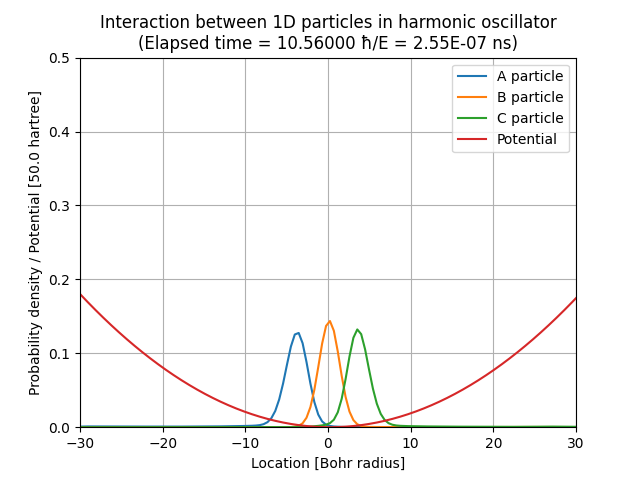 Interaction between 1D particles in harmonic oscillator
(Elapsed time = 10.56000 ħ/E = 2.55E-07 ns)
A particle
B particle
C particle
Potential
Probability density / Potential [50.0 hartree]
0.5
0.4
0.3
0.2
0.1
0.0
−30
−20
−10
0
10
20
30
Location [Bohr radius]